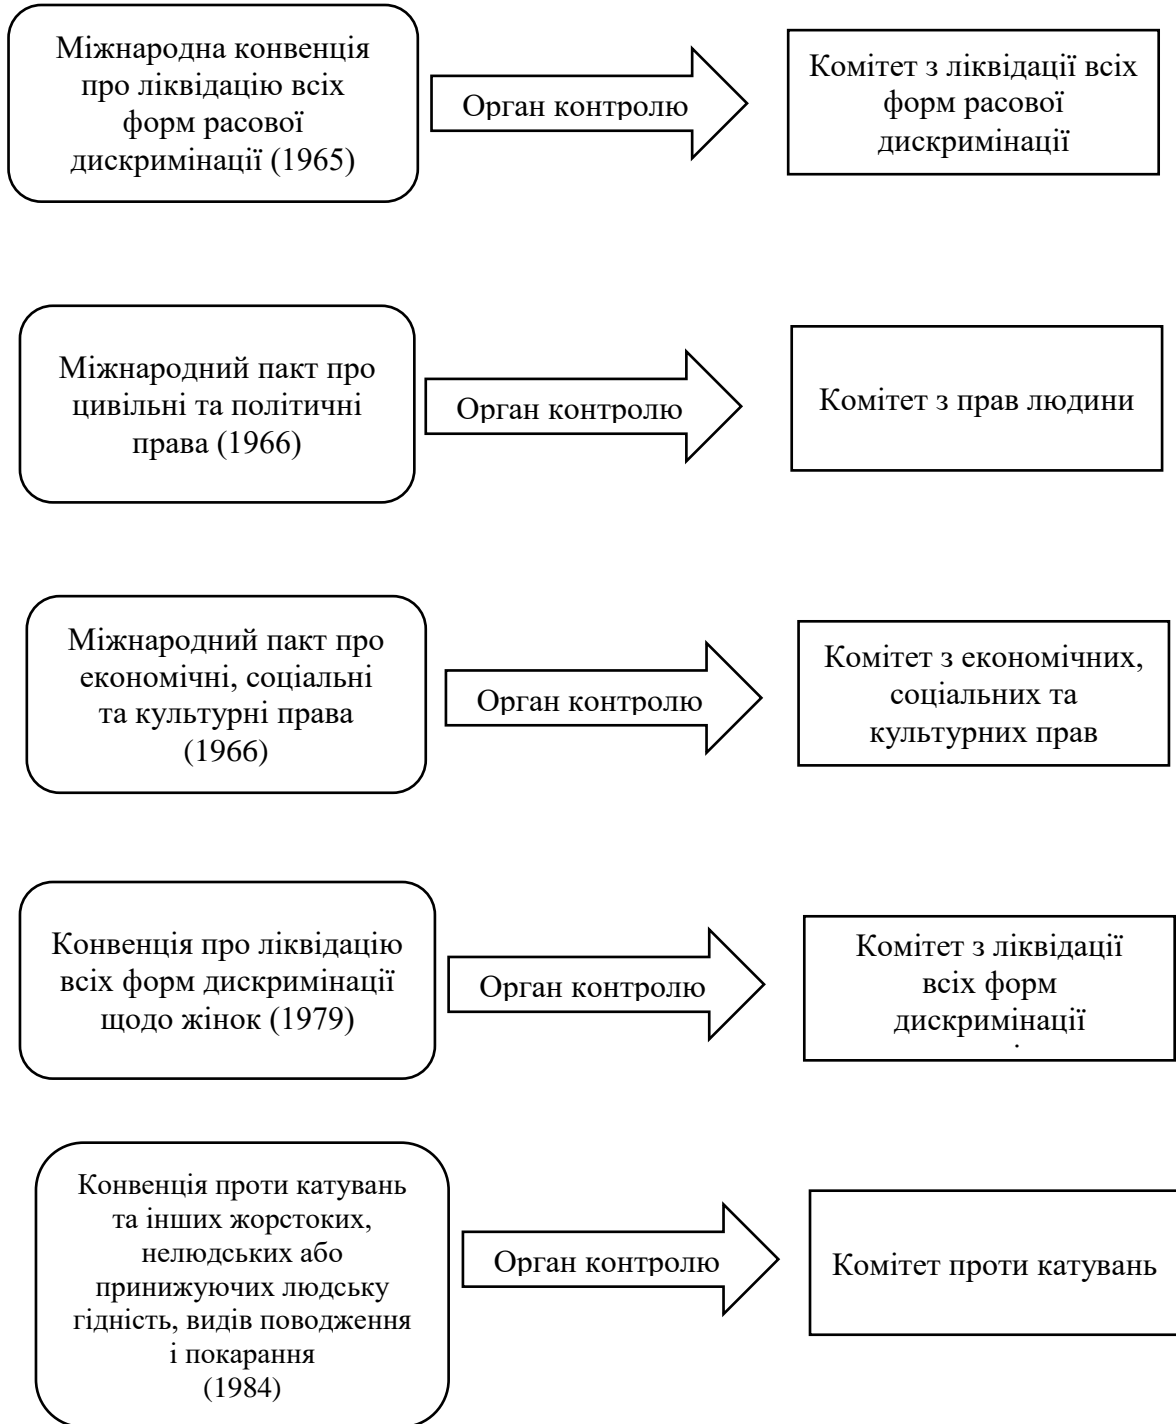 Міжнародна конвенція
про ліквідацію всіх
форм расової
дискримінації (1965)
Орган контролю
Комітет з ліквідації всіх
форм расової
дискримінації
Міжнародний пакт про
цивільні та політичні
права (1966)
Орган контролю
Комітет з прав людини
Міжнародний пакт про
економічні, соціальні
та культурні права
(1966)
Орган контролю
Комітет з економічних,
соціальних та
культурних прав
Конвенція про ліквідацію
всіх форм дискримінації
щодо жінок (1979)
Орган контролю
Комітет з ліквідації
всіх форм
дискримінації
Конвенція проти катувань
та інших жорстоких,
нелюдських або
принижуючих людську
гідність, видів поводження
і покарання
(1984)
Орган контролю
Комітет проти катувань